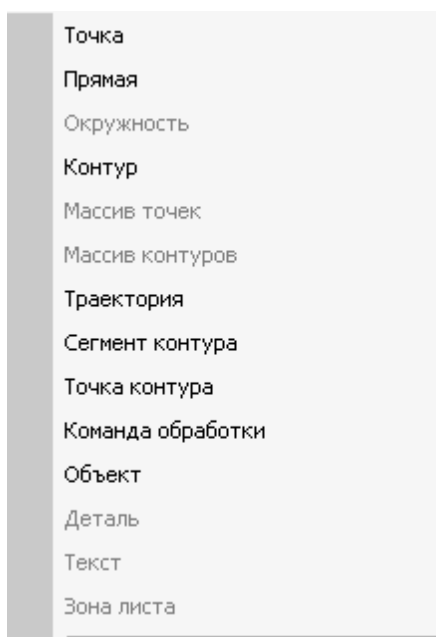 Точка
Прямая
Окружность
Контур
Массив точек
Массив контуров
Траектория
Сегмент контура
Точка контура
Команда обработки
Объект
Деталь
Текст
Зона листа